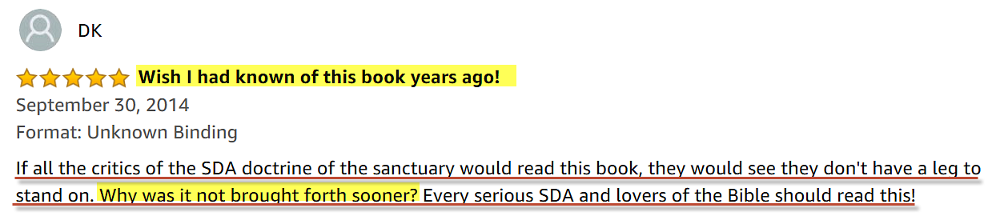 DK
Wish I had known of this book years ago!
September 30, 2014
Format: Unknown Binding
If all the critics of the SDA doctrine of the sanctuary would read this book, they would see they don't have a leg to
stand on. Why was it not brought forth sooner? Every serious SDA and lovers of the Bible should read this!